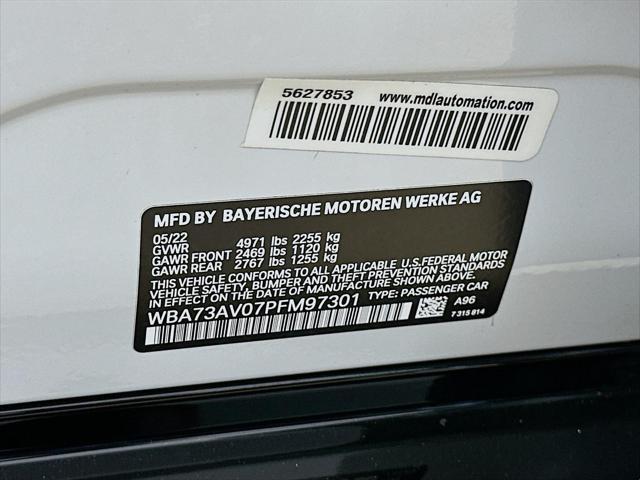 5627853 www.mdlautomation.com
MFD BY BAYERISCHE MOTOREN WERKE AG
05/22
GVWR 4971 lbs 2255 kg
GAWR FRONT 2469 lbs 1120 kg
GAWR REAR 2767 lbs 1255 kg
THIS VEHICLE CONFORMS TO ALL APPLICABLE U.S.FEDERAL MOTOR
VEHICLE SAFETY, BUMPER, AND THEFT PREVENTION STANDARDS
IN EFFECT ON THE DATE OF MANUFACTURE SHOWN ABOVE.
WBA73AV07PFM97301 TYPE: PASSENGER CAR
A96
7 315 814